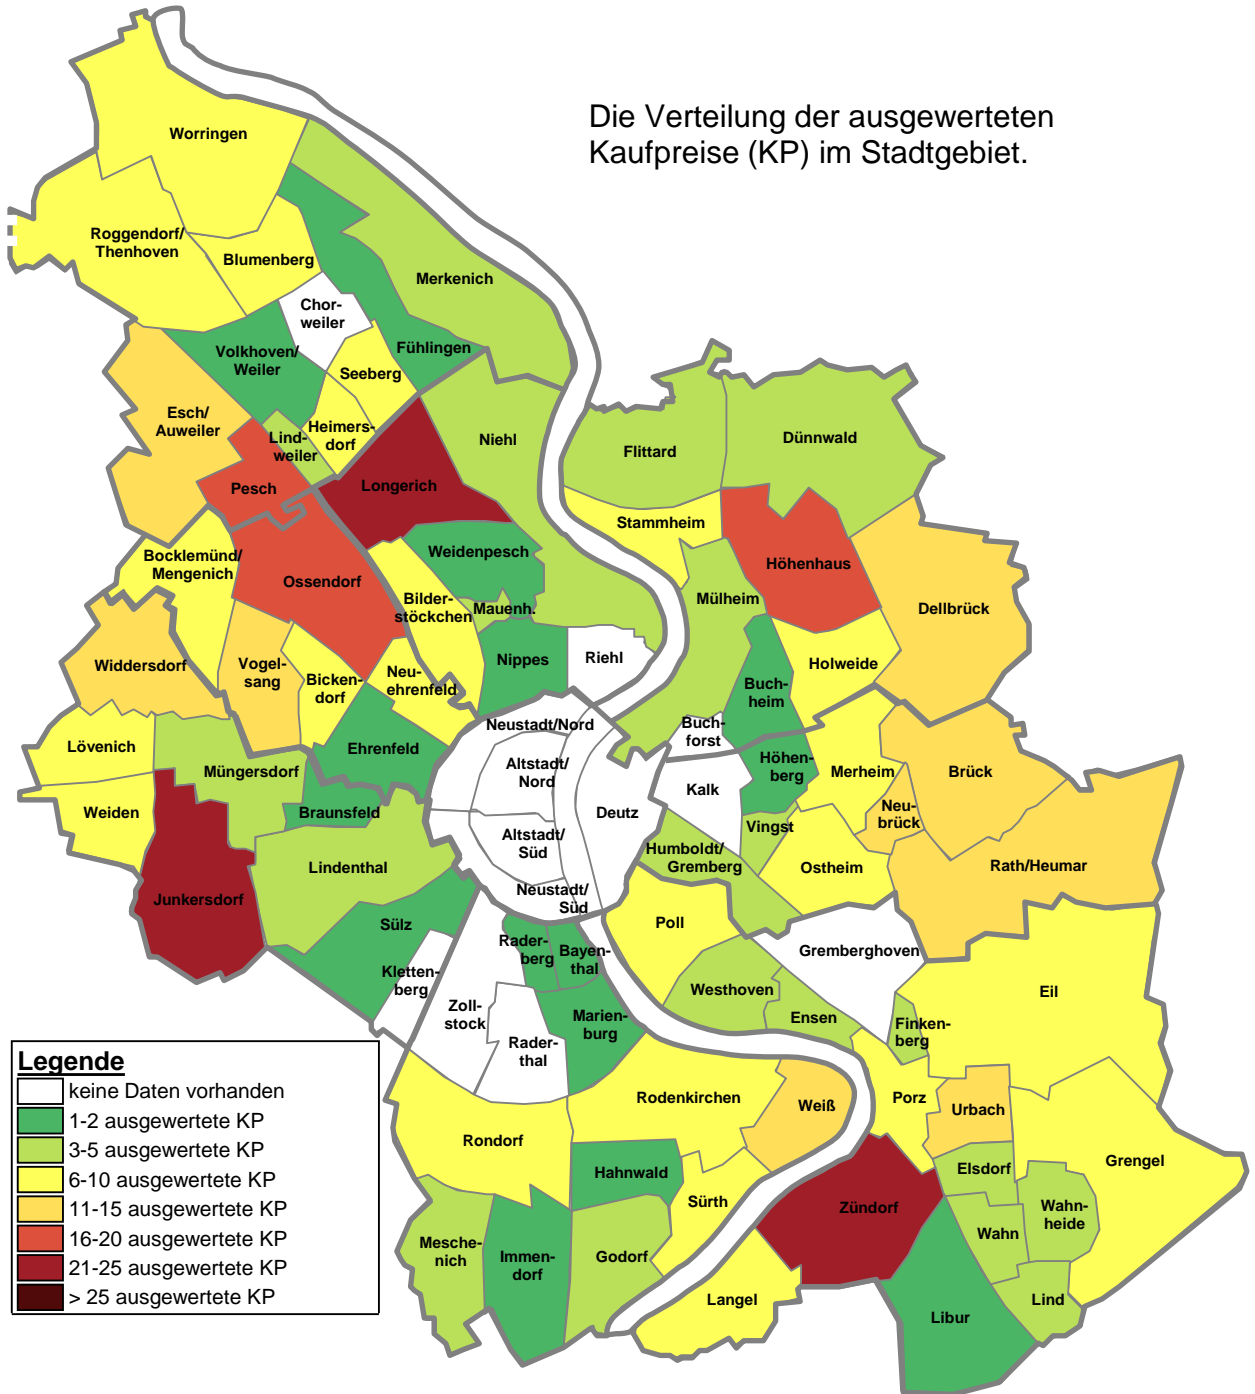 Die Verteilung der ausgewerteten
Kaufpreise (KP) im Stadtgebiet.
Worringen
Roggendorf/
Thenhoven
Blumenberg
Chor-
weiler
Merkenich
Fühlingen
Volkhoven/
Weiler
Seeberg
Esch/
Auweiler
Lind-
weiler
Heimers-
dorf
Niehl
Pesch
Longerich
Flittard
Dünnwald
Stammheim
Höhenhaus
Bocklemünd/
Mengenich
Ossendorf
Weidenpesch
Bilder-
stöckchen
Mauenh.
Mülheim
Dellbrück
Widdersdorf
Vogel-
sang
Bicken-
dorf
Neu-
ehrenfeld
Nippes
Riehl
Buch-
heim
Holweide
Lövenich
Müngersdorf
Ehrenfeld
Neustadt/Nord
Buch-
forst
Altstadt/
Nord
Höhen-
berg
Merheim
Brück
Weiden
Braunsfeld
Deutz
Kalk
Neu-
brück
Altstadt/
Süd
Vingst
Humboldt/
Gremberg
Ostheim
Rath/Heumar
Junkersdorf
Lindenthal
Neustadt/
Süd
Sülz
Poll
Rader-
berg
Bayen-
thal
Gremberghoven
Kletten-
berg
Zoll-
stock
Westhoven
Eil
Marien-
burg
Ensen
Finken-
berg
Rader-
thal
Rodenkirchen
Weiß
Porz
Urbach
Rondorf
Hahnwald
Elsdorf
Grengel
Sürth
Zündorf
Wahn-
heide
Wahn
Mesche-
nich
Immen-
dorf
Godorf
Langel
Libur
Lind
Legende
keine Daten vorhanden
1-2 ausgewertete KP
3-5 ausgewertete KP
6-10 ausgewertete KP
11-15 ausgewertete KP
16-20 ausgewertete KP
21-25 ausgewertete KP
> 25 ausgewertete KP